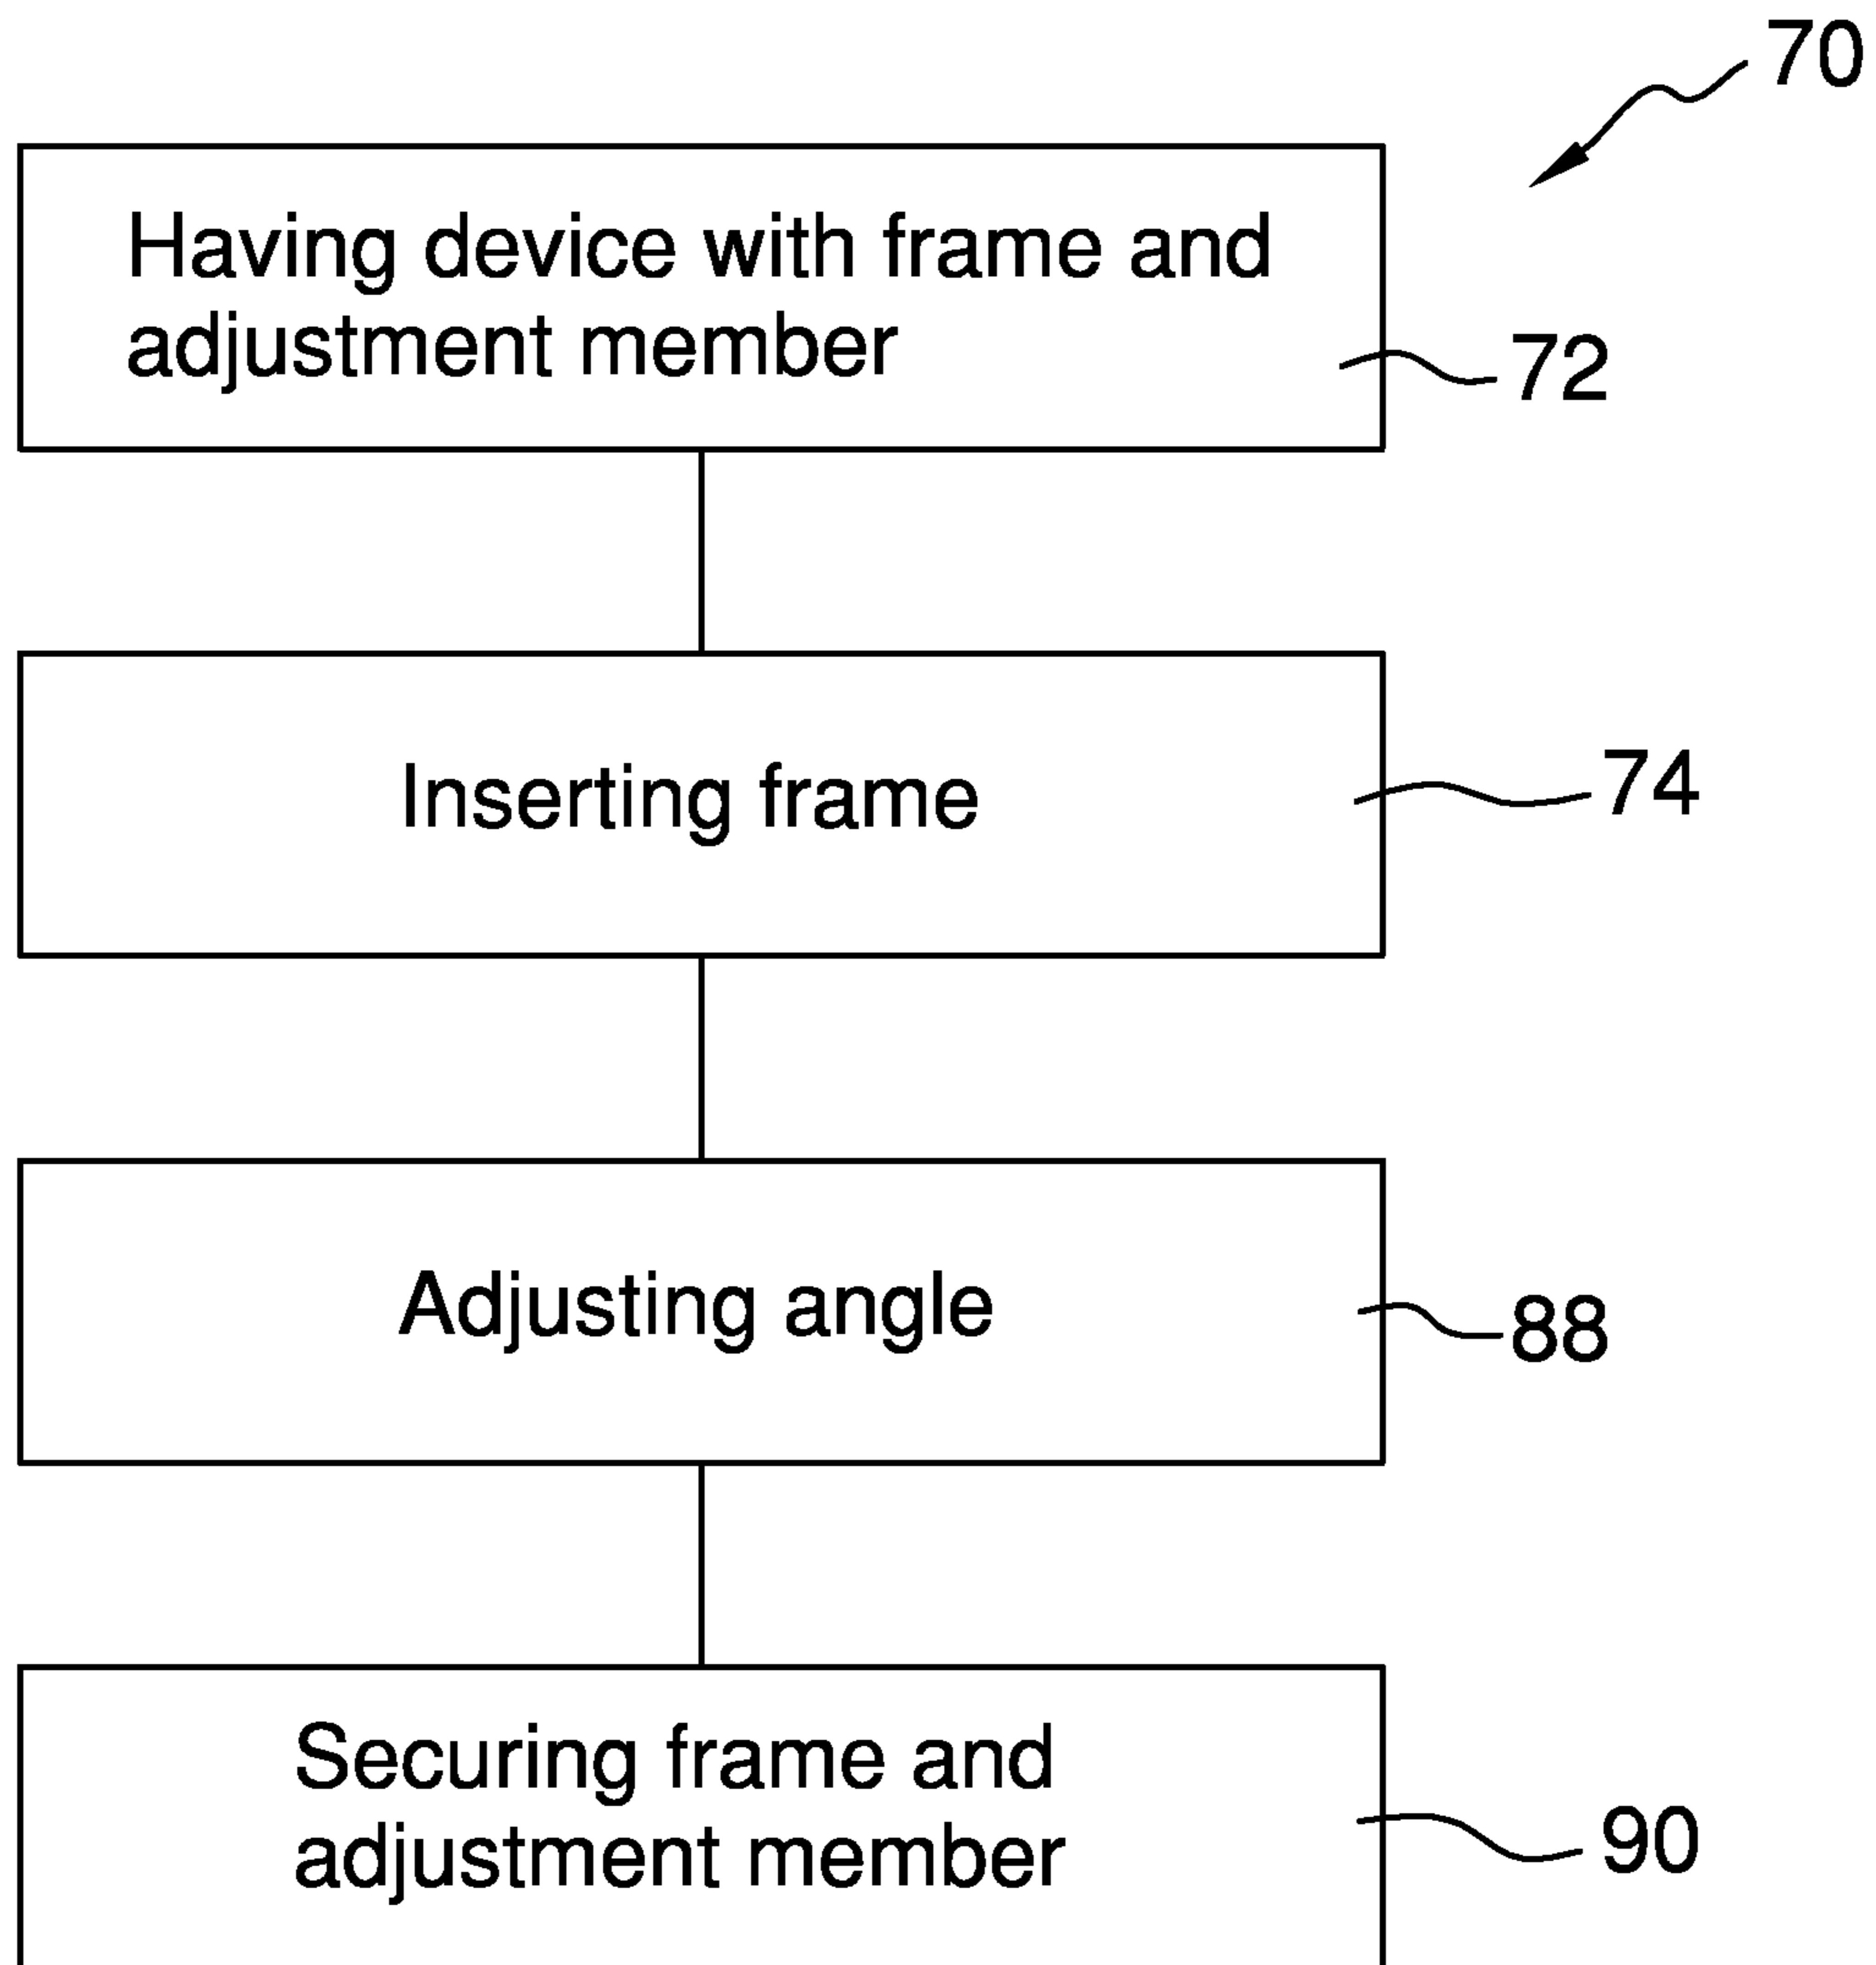 70
Having device with frame and
adjustment member
72
Inserting frame
74
Adjusting angle
88
Securing frame and
adjustment member
90